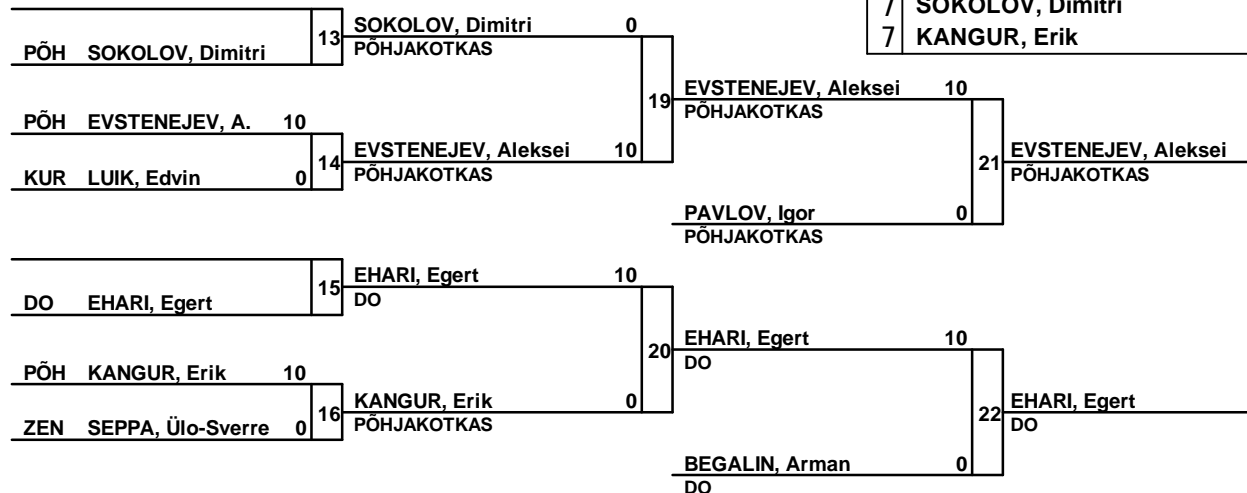 7 SOKOLOV, Dimitri
SOKOLOV, Dimitri 0
13
PÕHJAKOTKAS
7 KANGUR, Erik
PÕH SOKOLOV, Dimitri
EVSTENEJEV, Aleksei 10
19
PÕHJAKOTKAS
PÕH EVSTENEJEV, A. 10
EVSTENEJEV, Aleksei 10
14
PÕHJAKOTKAS
EVSTENEJEV, Aleksei
21
PÕHJAKOTKAS
KUR LUIK, Edvin 0
PAVLOV, Igor 0
PÕHJAKOTKAS
EHARI, Egert 10
15
DO
DO EHARI, Egert
EHARI, Egert 10
20
DO
PÕH KANGUR, Erik 10
KANGUR, Erik 0
16
PÕHJAKOTKAS
EHARI, Egert
22
DO
ZEN SEPPA, Ülo-Sverre 0
BEGALIN, Arman 0
DO